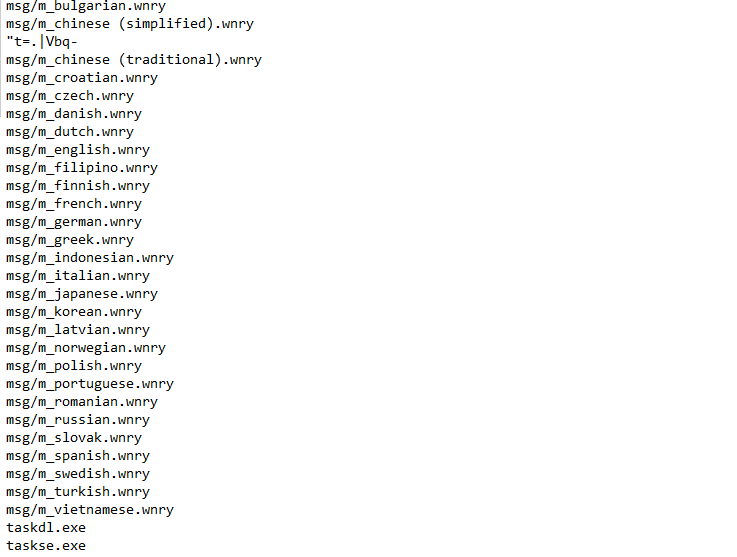 msg/m_bulgarian.wnry
msg/m_chinese (simplified).wnry
"t=.|Vbq-
msg/m_chinese (traditional).wnry
msg/m_croatian.wnry
msg/m_czech.wnry
msg/m_danish.wnry
msg/m_dutch.wnry
msg/m_english.wnry
msg/m_filipino.wnry
msg/m_finnish.wnry
msg/m_french.wnry
msg/m_german.wnry
msg/m_greek.wnry
msg/m_indonesian.wnry
msg/m_italian.wnry
msg/m_japanese.wnry
msg/m_korean.wnry
msg/m_latvian.wnry
msg/m_norwegian.wnry
msg/m_polish.wnry
msg/m_portuguese.wnry
msg/m_romanian.wnry
msg/m_russian.wnry
msg/m_slovak.wnry
msg/m_spanish.wnry
msg/m_swedish.wnry
msg/m_turkish.wnry
msg/m_vietnamese.wnry
taskdl.exe
taskse.exe